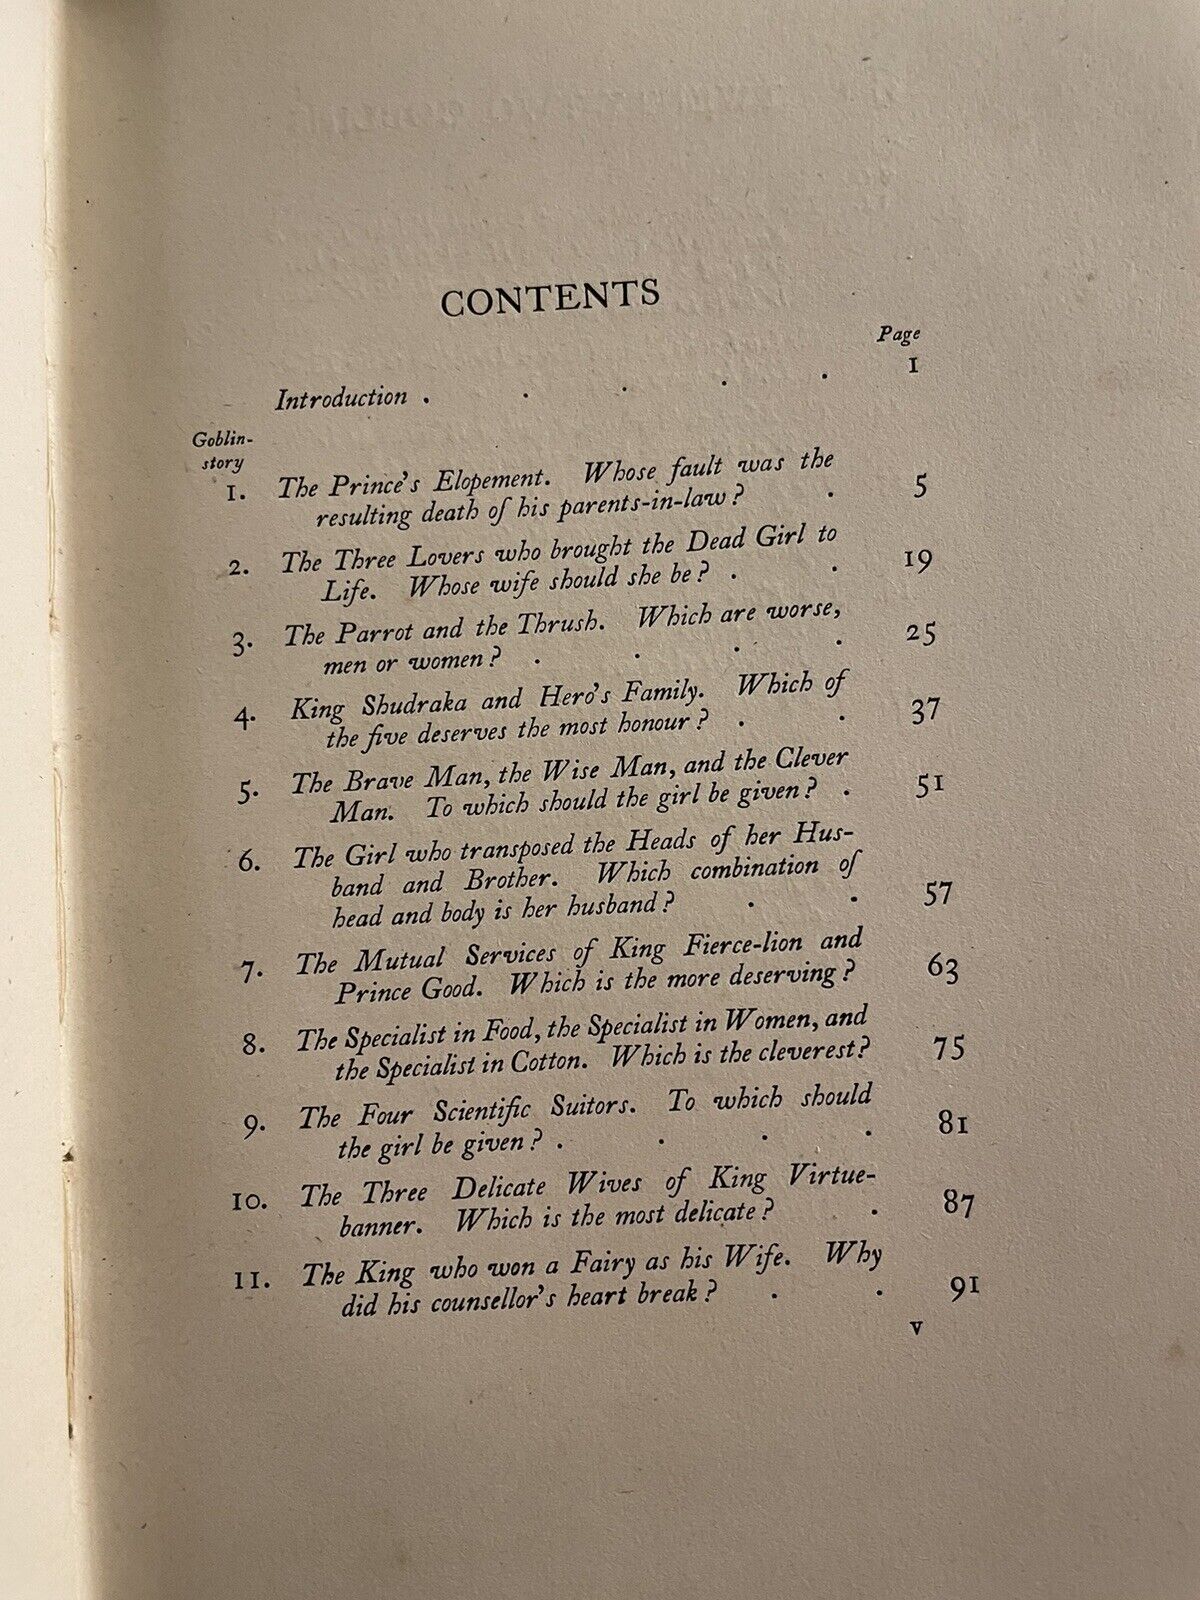 CONTENTS
Page
Introduction . . . . . 1
Goblin-
story
1. The Prince's Elopement. Whose fault was the
resulting death of his parents-in-law? . 5
2. The Three Lovers who brought the Dead Girl to
Life. Whose wife should she be? . . 19
3. The Parrot and the Thrush. Which are worse,
men or women? . . . . 25
4. King Shudraka and Hero's Family. Which of
the five deserves the most honour? . . 37
5. The Brave Man, the Wise Man, and the Clever
Man. To which should the girl be given? . 51
6. The Girl who transposed the Heads of her Hus-
band and Brother. Which combination of
head and body is her husband? . . 57
7. The Mutual Services of King Fierce-lion and
Prince Good. Which is the more deserving? 63
8. The Specialist in Food, the Specialist in Women, and
the Specialist in Cotton. Which is the cleverest? 75
9. The Four Scientific Suitors. To which should
the girl be given? . . . . 81
10. The Three Delicate Wives of King Virtue-
banner. Which is the most delicate? . 87
11. The King who won a Fairy as his Wife. Why
did his counsellor's heart break? . . 91
v